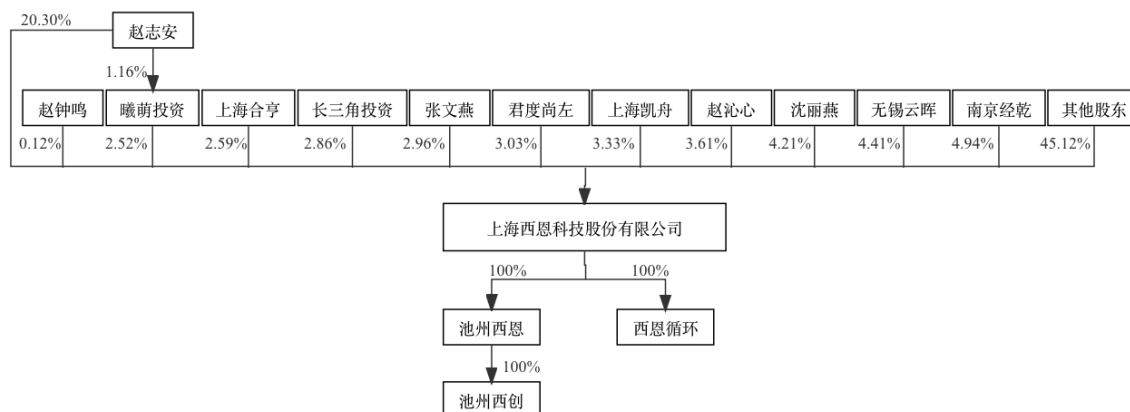 20.30%
赵志安
1.16%
赵钟鸣 曦萌投资 上海合亨 长三角投资 张文燕 君度尚左 上海凯舟 赵沁心 沈丽燕 无锡云晖 南京经乾 其他股东
0.12% 2.52% 2.59% 2.86% 2.96% 3.03% 3.33% 3.61% 4.21% 4.41% 4.94% 45.12%
上海西恩科技股份有限公司
100% 100%
池州西恩 西恩循环
100%
池州西创